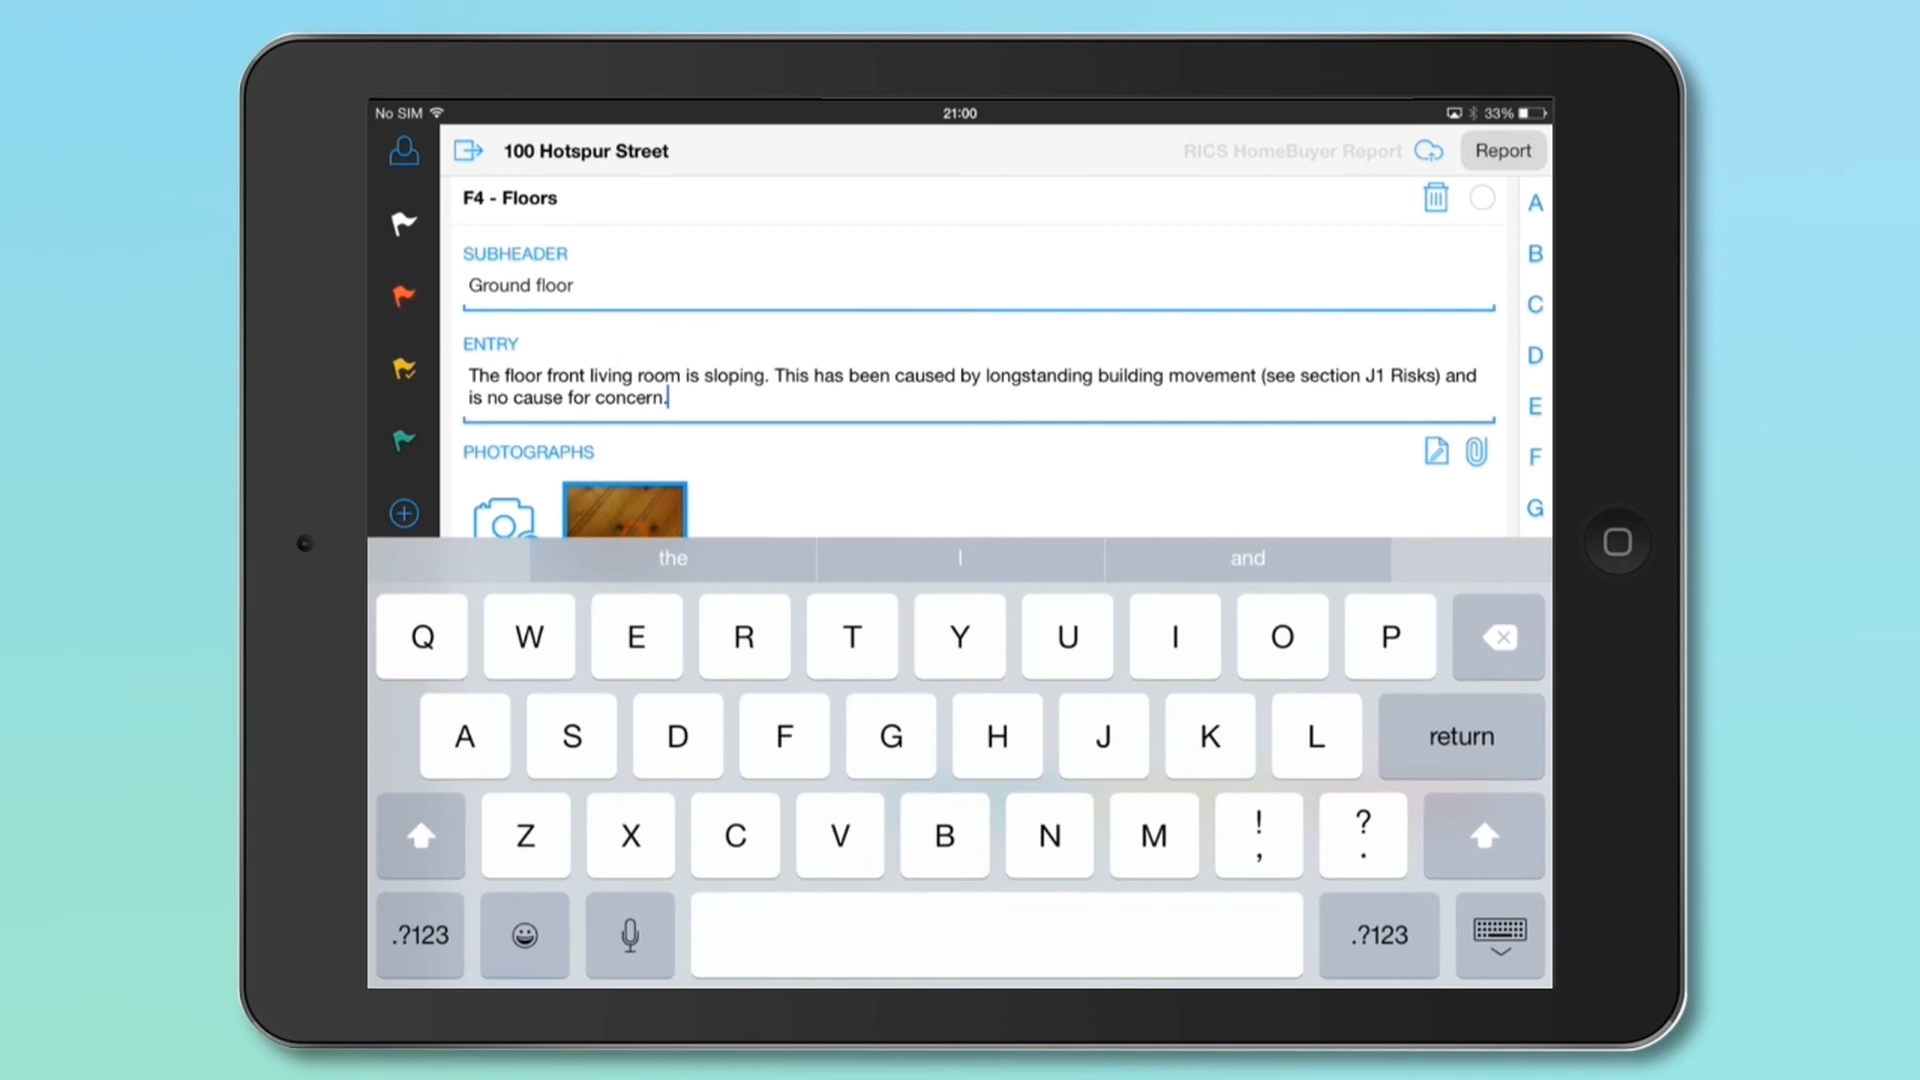 No SIM 21:00 33%
100 Hotspur Street RICS HomeBuyer Report Report
F4 - Floors
A
SUBHEADER
B
Ground floor
C
ENTRY
D
The floor front living room is sloping. This has been caused by longstanding building movement (see section J1 Risks) and
is no cause for concern.
E
PHOTOGRAPHS
F
G
the I and
Q W E R T Y U I O P
A S D F G H J K L return
Z X C V B N M ! , ? .
.?123 .?123